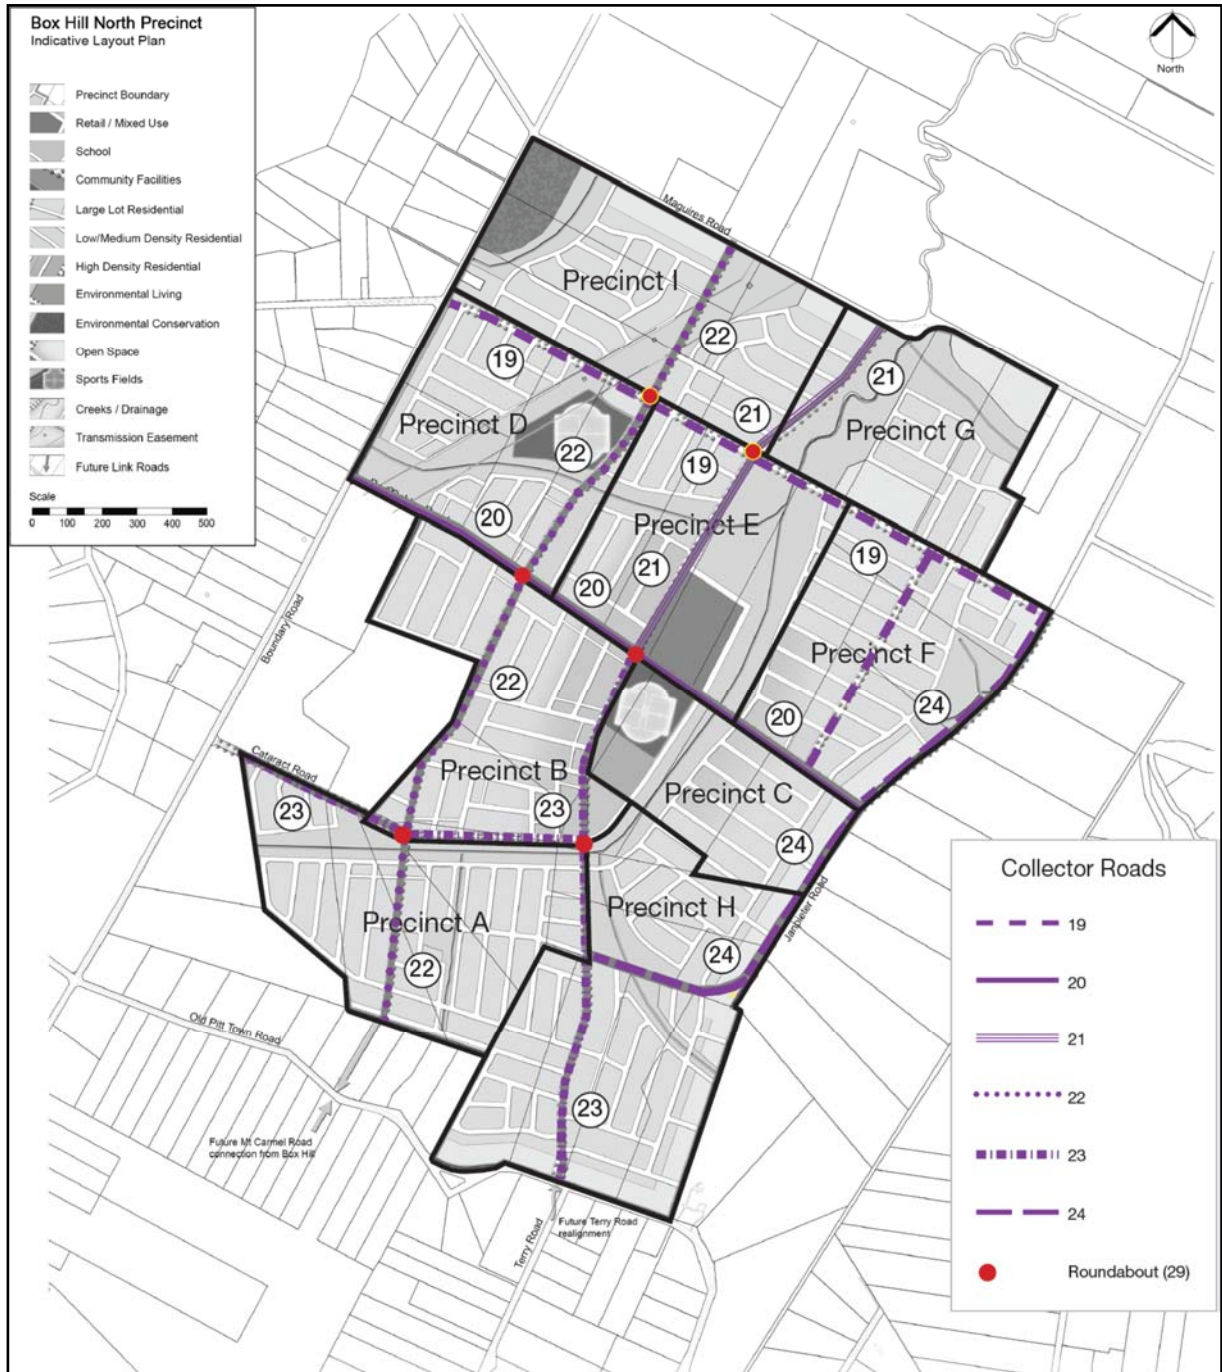 Box Hill North Precinct
Indicative Layout Plan
Precinct Boundary
Retail / Mixed Use
School
Community Facilities
Large Lot Residential
Low/Medium Density Residential
High Density Residential
Environmental Living
Environmental Conservation
Open Space
Sports Fields
Creeks / Drainage
Transmission Easement
Future Link Roads
Scale
0 100 200 300 400 500
North
Maguires Road
Precinct I
22
21
19
21
Precinct D
Precinct G
22
19
20
Precinct E
19
21
20
Boundary Road
Precinct F
22
24
20
Cataract Road
Precinct B
Precinct C
23
23
24
Janpieter Road
Precinct A
Precinct H
22
24
Old Pitt Town Road
23
Future Mt Carmel Road
connection from Box Hill
Future Terry Road
realignment
Terry Road
Collector Roads
19
20
21
22
23
24
Roundabout (29)